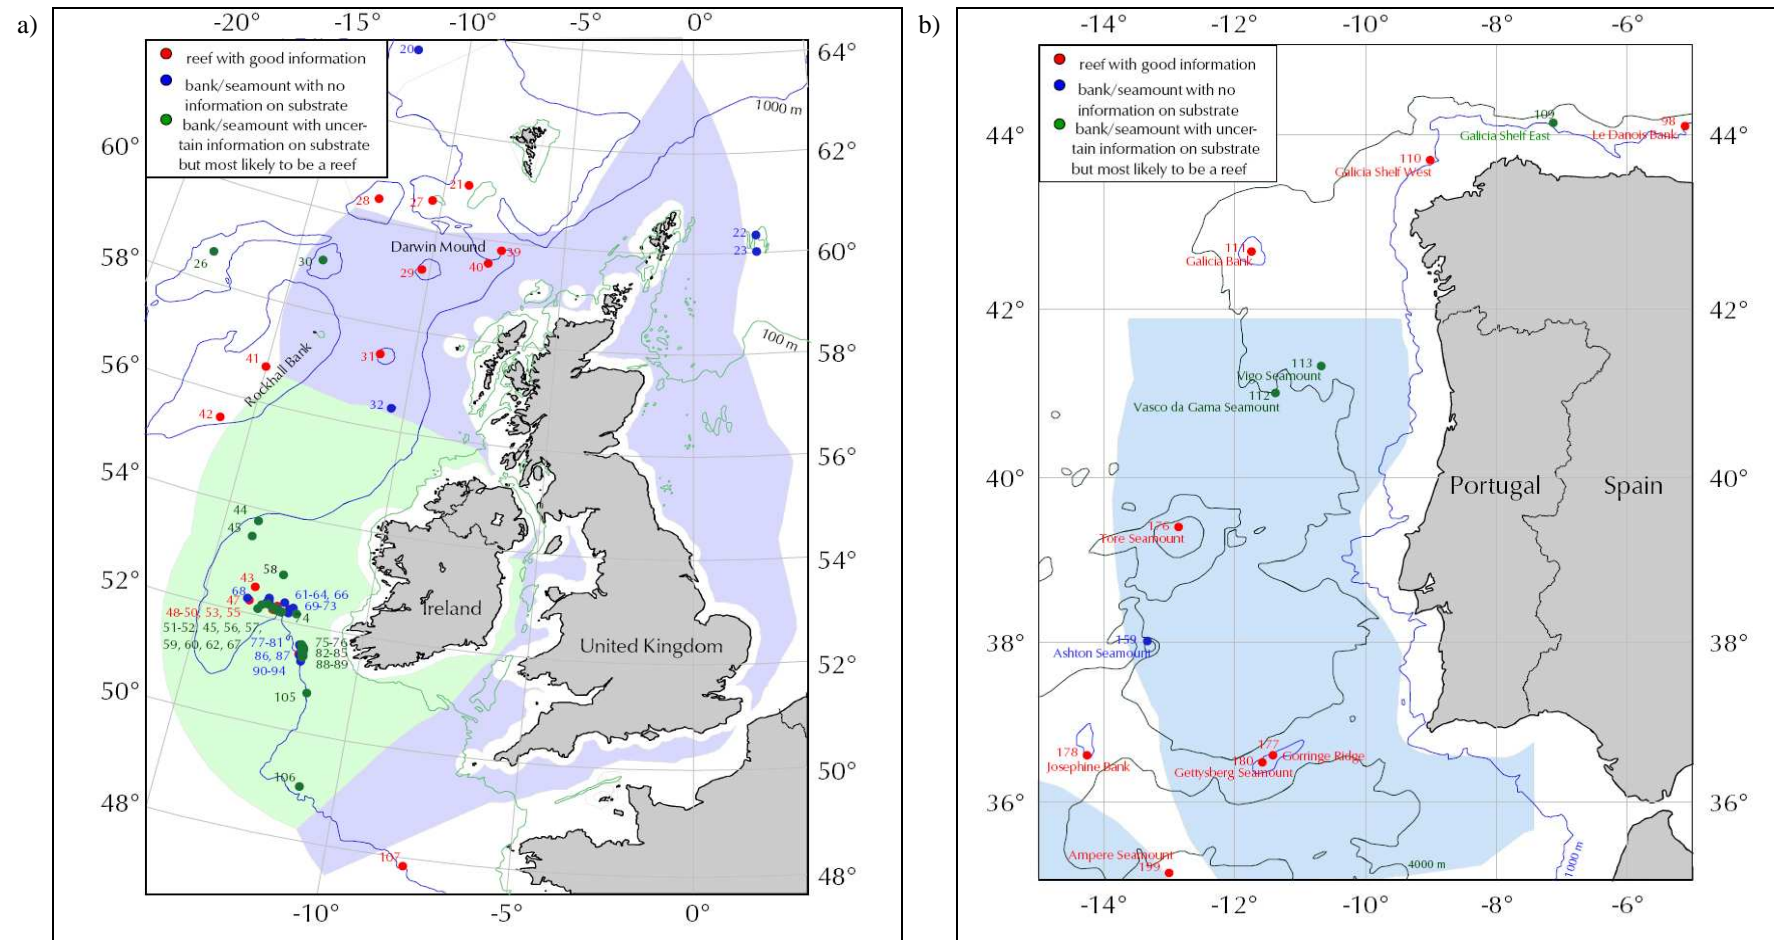 a)
-20°
-15°
-10°
-5°
0°
reef with good information
bank/seamount with no
information on substrate
bank/seamount with uncer-
tain information on substrate
but most likely to be a reef
20
64°
1000 m
60°
62°
28
27
21
Darwin Mound
39
22
23
60°
58°
26
30
29
40
100 m
56°
41
Rockhall Bank
31
58°
42
32
54°
56°
44
45
52°
58
54°
43
68
47
61-64, 66
69-73
48-50, 53, 55
74
51-52, 45, 56, 57,
59, 60, 62, 67
77-81
75-76
86, 87
82-85
90-94
88-89
Ireland
United Kingdom
52°
50°
105
50°
106
48°
107
48°
-10°
-5°
0°
b)
-14°
-12°
-10°
-8°
-6°
reef with good information
bank/seamount with no
information on substrate
bank/seamount with uncer-
tain information on substrate
but most likely to be a reef
44°
109
Galicia Shelf East
98
Le Danois Bank
44°
110
Galicia Shelf West
111
Galicia Bank
42°
42°
113
Vigo Seamount
112
Vasco da Gama Seamount
40°
Portugal
Spain
40°
176
Tore Seamount
38°
159
Ashton Seamount
38°
178
Josephine Bank
177
Gorringe Ridge
180
Gettysberg Seamount
36°
36°
Ampere Seamount
199
4000 m
1000 m
-14°
-12°
-10°
-8°
-6°